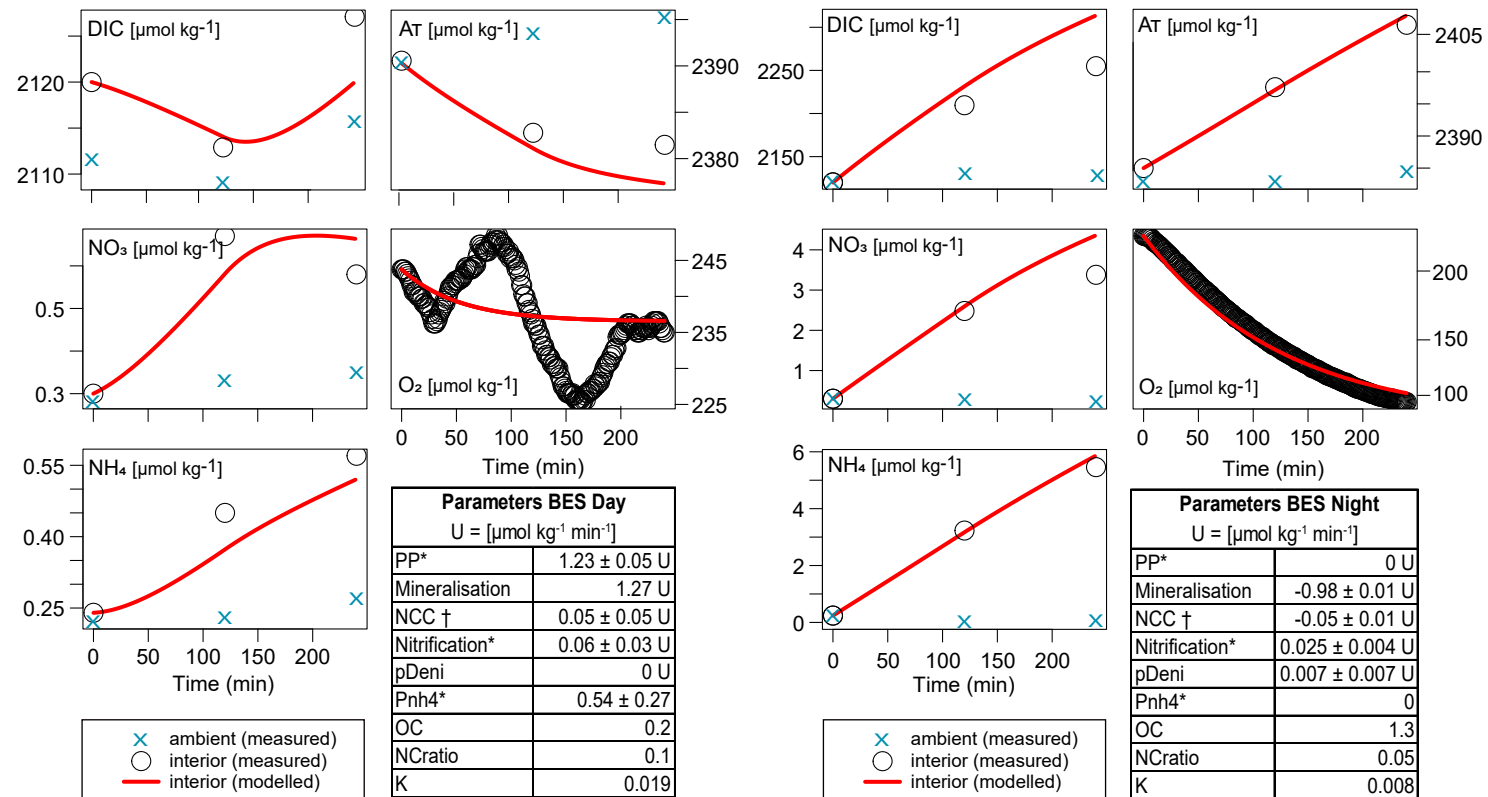 DIC [µmol kg-1]
2120
2110
AT [µmol kg-1]
2390
2380
NO₃ [µmol kg-1]
0.5
0.3
O₂ [µmol kg-1]
245
235
225
0 50 100 150 200
Time (min)
NH₄ [µmol kg-1]
0.55
0.40
0.25
0 50 100 150 200
Time (min)
Parameters BES Day
U = [µmol kg-1 min-1]
PP* 1.23 ± 0.05 U
Mineralisation 1.27 U
NCC † 0.05 ± 0.05 U
Nitrification* 0.06 ± 0.03 U
pDeni 0 U
Pnh4* 0.54 ± 0.27
OC 0.2
NCratio 0.1
K 0.019
ambient (measured)
interior (measured)
interior (modelled)
DIC [µmol kg-1]
2250
2150
AT [µmol kg-1]
2405
2390
NO₃ [µmol kg-1]
4
3
2
1
O₂ [µmol kg-1]
200
150
100
0 50 100 150 200
Time (min)
NH₄ [µmol kg-1]
6
4
2
0
0 50 100 150 200
Time (min)
Parameters BES Night
U = [µmol kg-1 min-1]
PP* 0 U
Mineralisation -0.98 ± 0.01 U
NCC † -0.05 ± 0.01 U
Nitrification* 0.025 ± 0.004 U
pDeni 0.007 ± 0.007 U
Pnh4* 0
OC 1.3
NCratio 0.05
K 0.008
ambient (measured)
interior (measured)
interior (modelled)